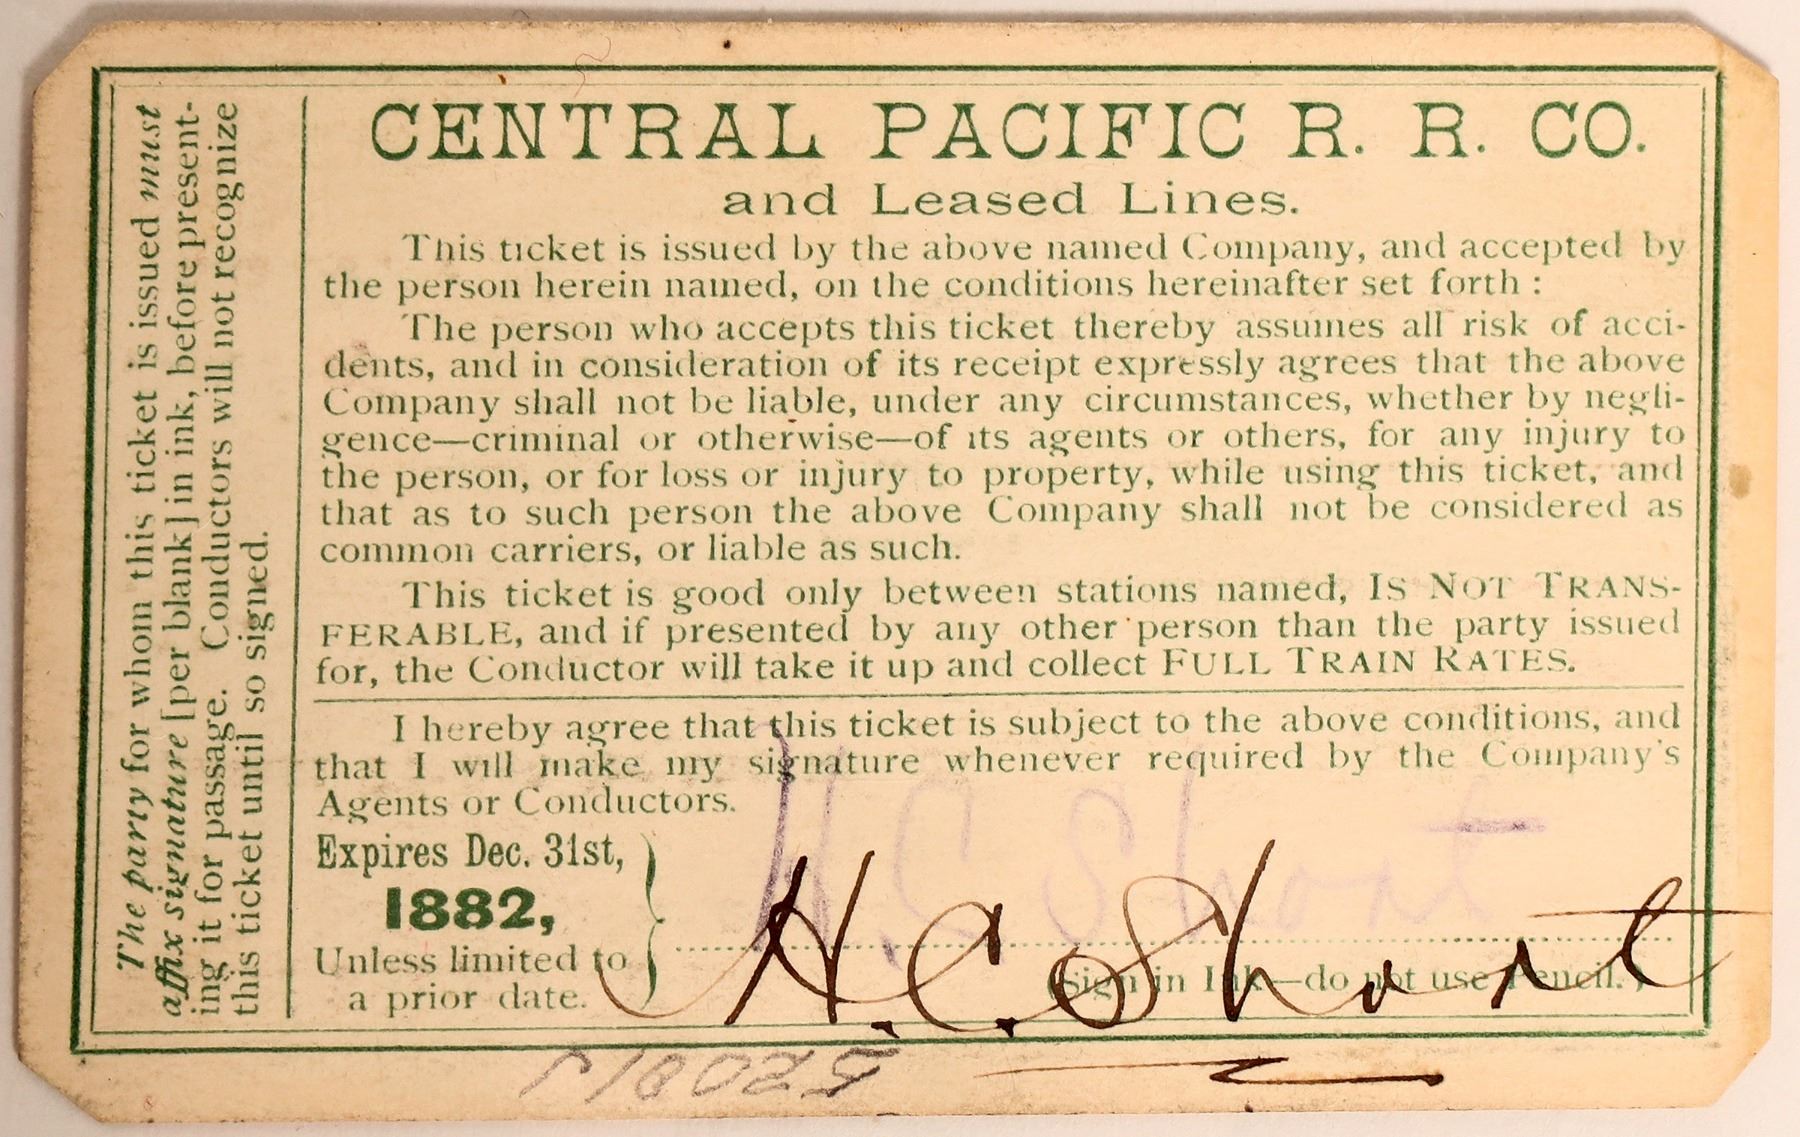 The party for whom this ticket is issued must
affix signature [per blank] in ink, before present-
ing it for passage. Conductors will not recognize
this ticket until so signed.
CENTRAL PACIFIC R. R. CO.
and Leased Lines.
This ticket is issued by the above named Company, and accepted by
the person herein named, on the conditions hereinafter set forth :
The person who accepts this ticket thereby assumes all risk of acci-
dents, and in consideration of its receipt expressly agrees that the above
Company shall not be liable, under any circumstances, whether by negli-
gence—criminal or otherwise—of its agents or others, for any injury to
the person, or for loss or injury to property, while using this ticket, and
that as to such person the above Company shall not be considered as
common carriers, or liable as such.
This ticket is good only between stations named, IS NOT TRANS-
FERABLE, and if presented by any other person than the party issued
for, the Conductor will take it up and collect FULL TRAIN RATES.
I hereby agree that this ticket is subject to the above conditions, and
that I will make my signature whenever required by the Company's
Agents or Conductors.
Expires Dec. 31st,
1882,
Unless limited to
a prior date.
H. C. Short
H. C. Short
(Sign in Ink—do not use Pencil.)